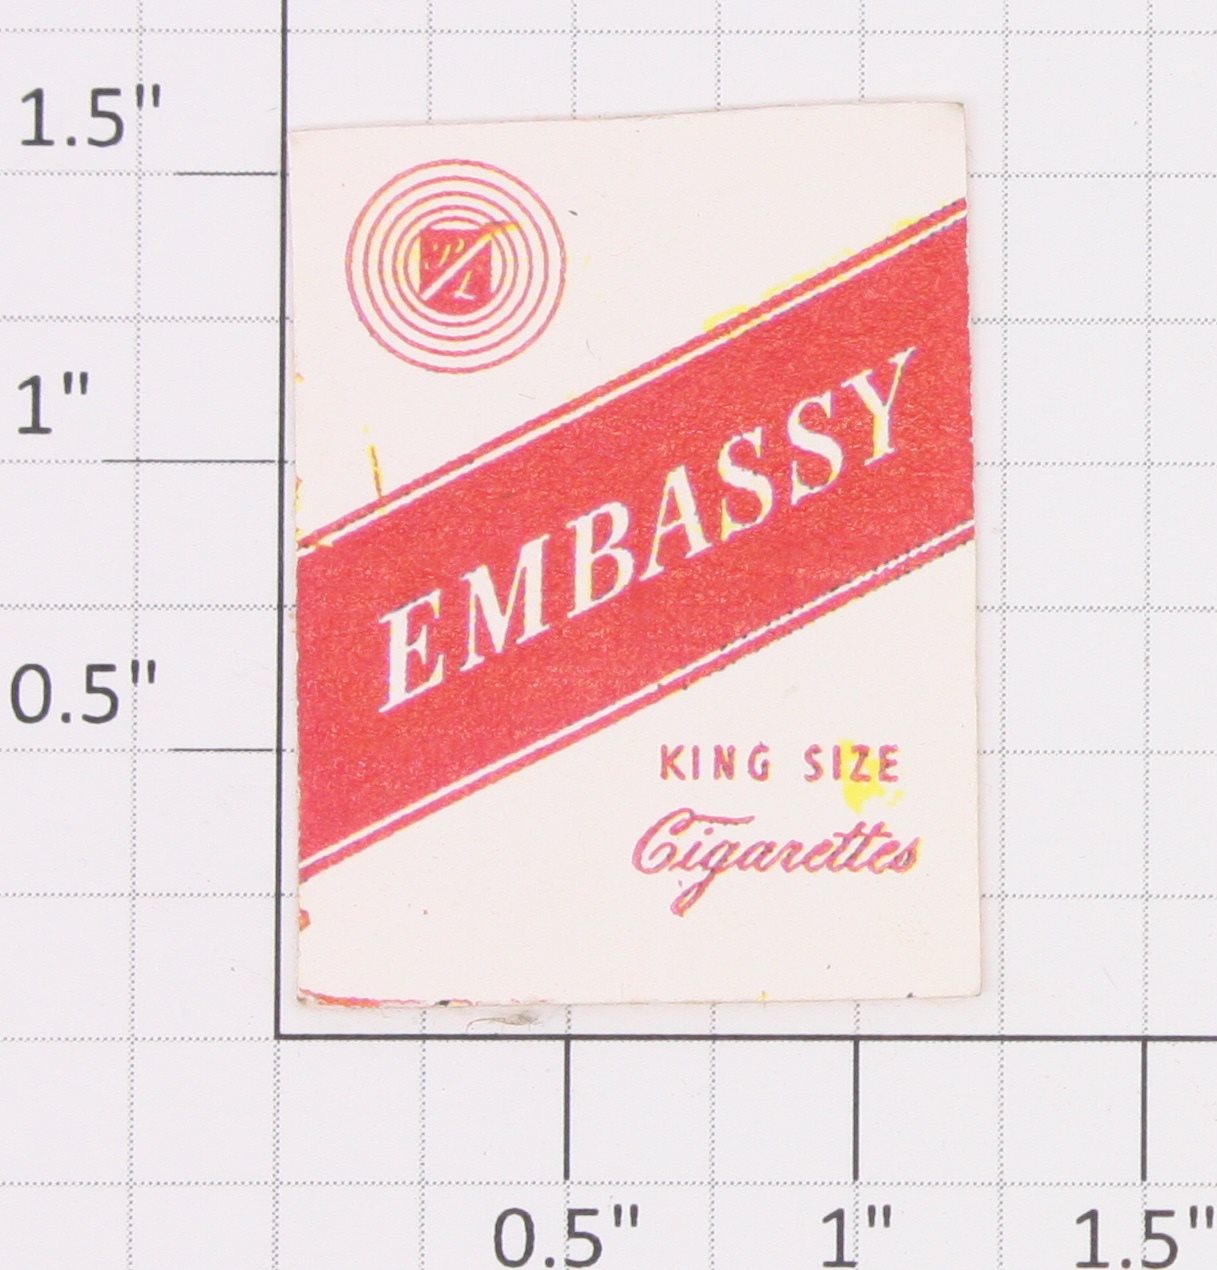 1.5"
1"
EMBASSY
0.5"
KING SIZE
Cigarettes
0.5" 1" 1.5"